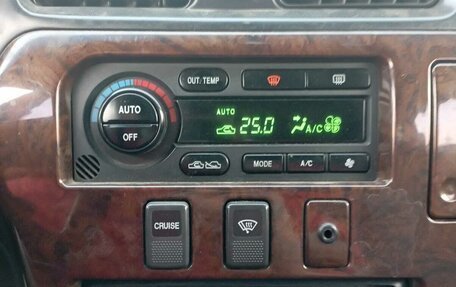 OUT TEMP
AUTO
OFF
AUTO
25.0
A/C
MODE
A/C
CRUISE